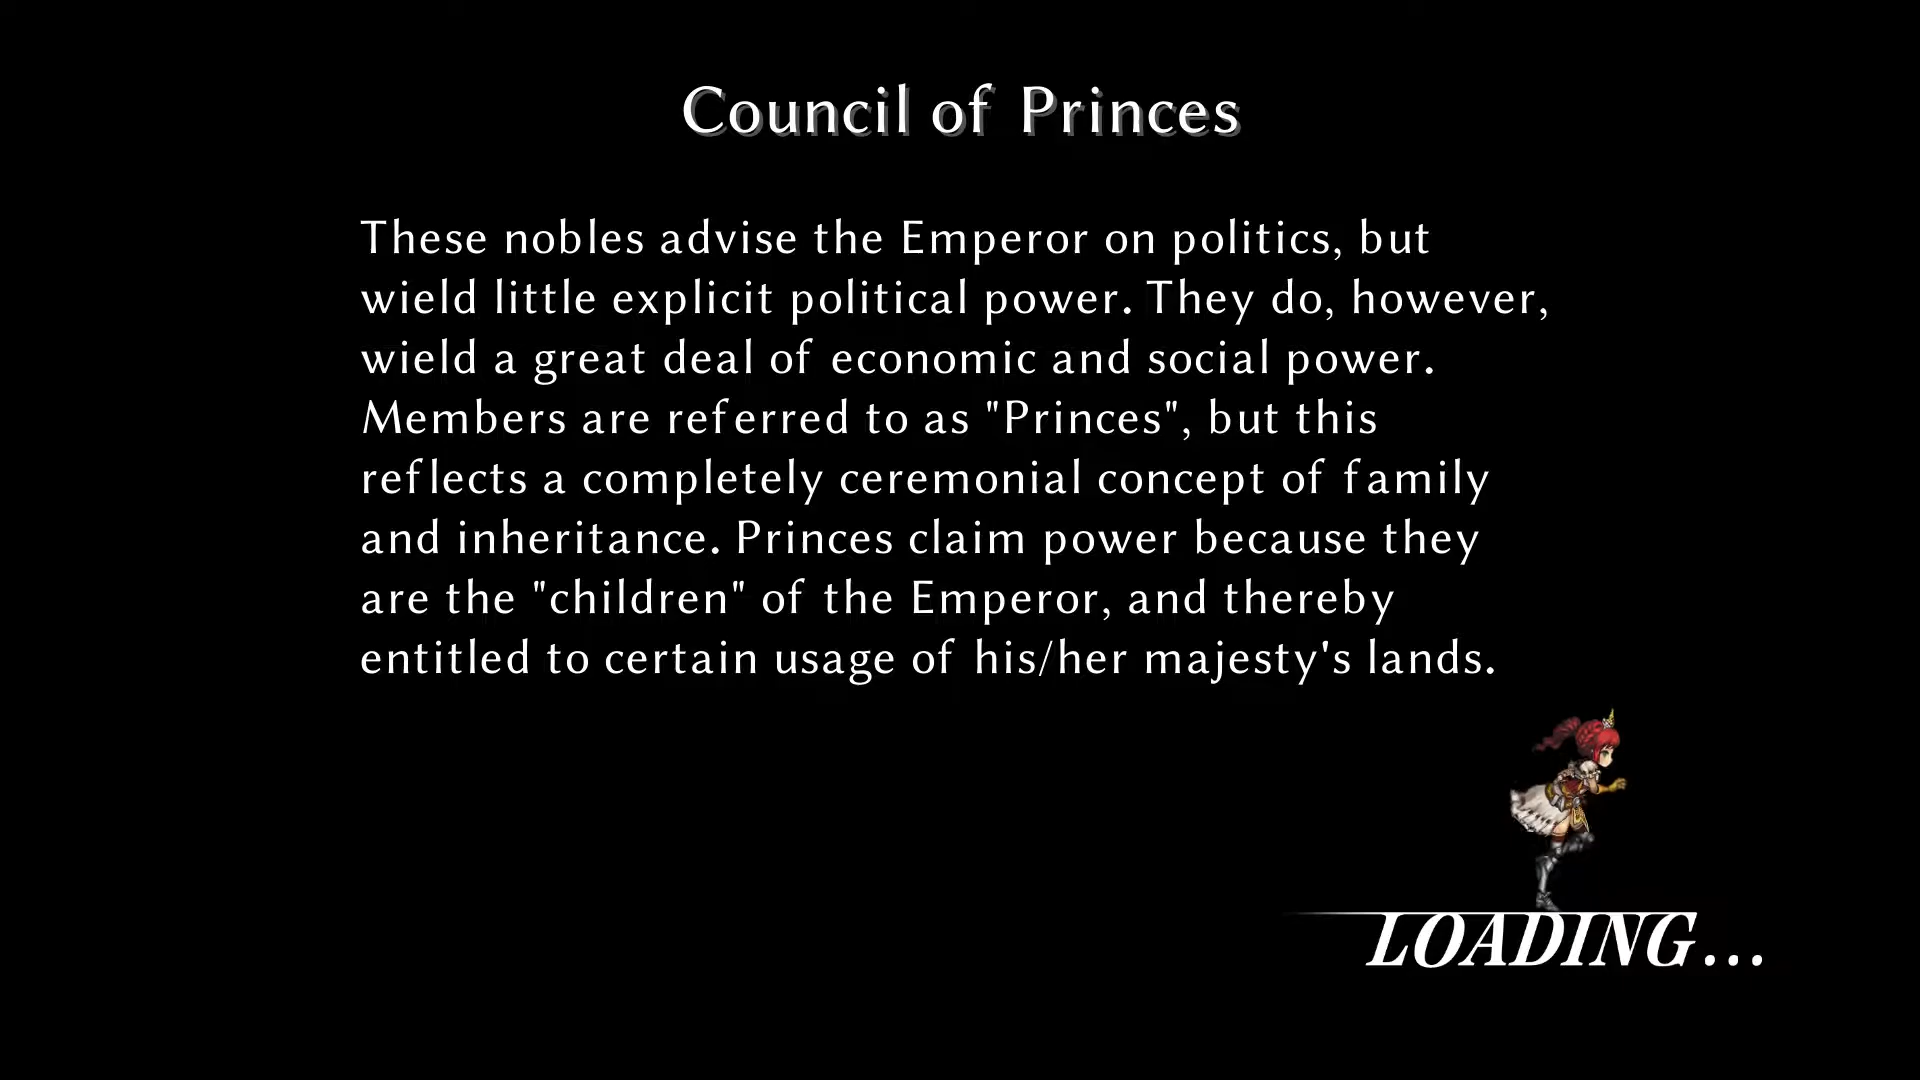 Council of Princes
These nobles advise the Emperor on politics, but
wield little explicit political power. They do, however,
wield a great deal of economic and social power.
Members are referred to as "Princes", but this
reflects a completely ceremonial concept of family
and inheritance. Princes claim power because they
are the "children" of the Emperor, and thereby
entitled to certain usage of his/her majesty's lands.
LOADING...